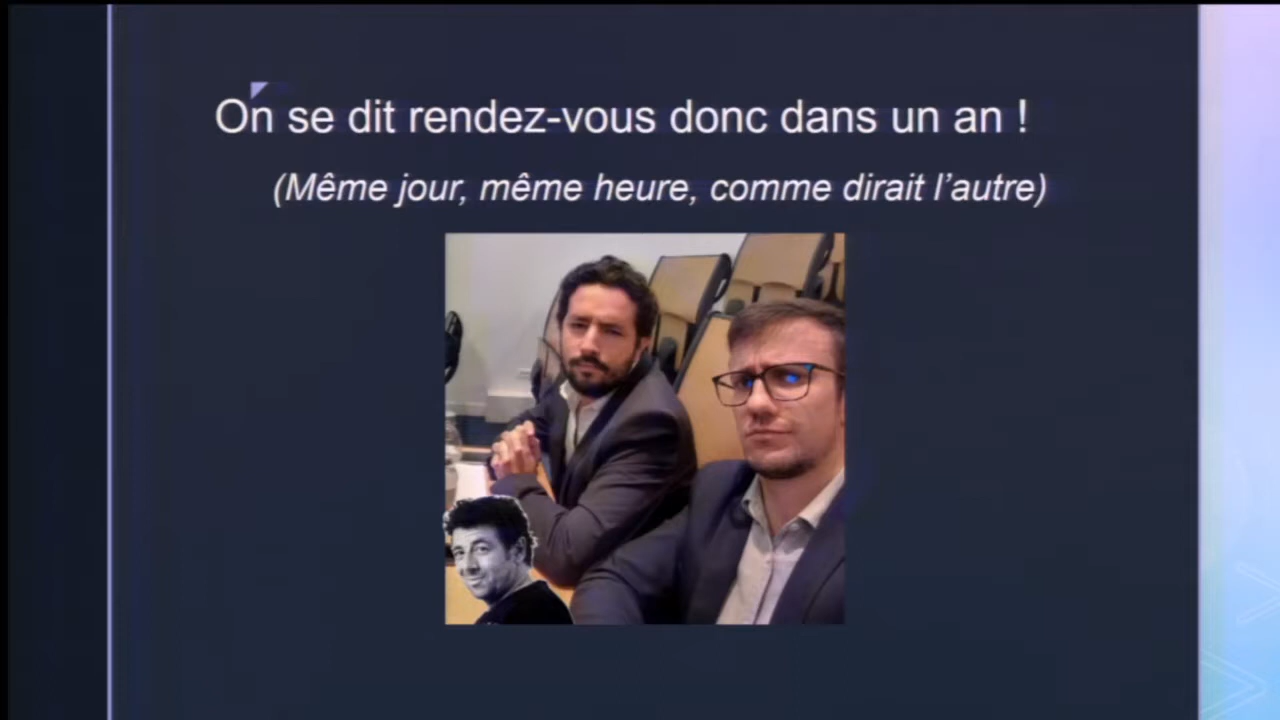 On se dit rendez-vous donc dans un an !
(Même jour, même heure, comme dirait l’autre)